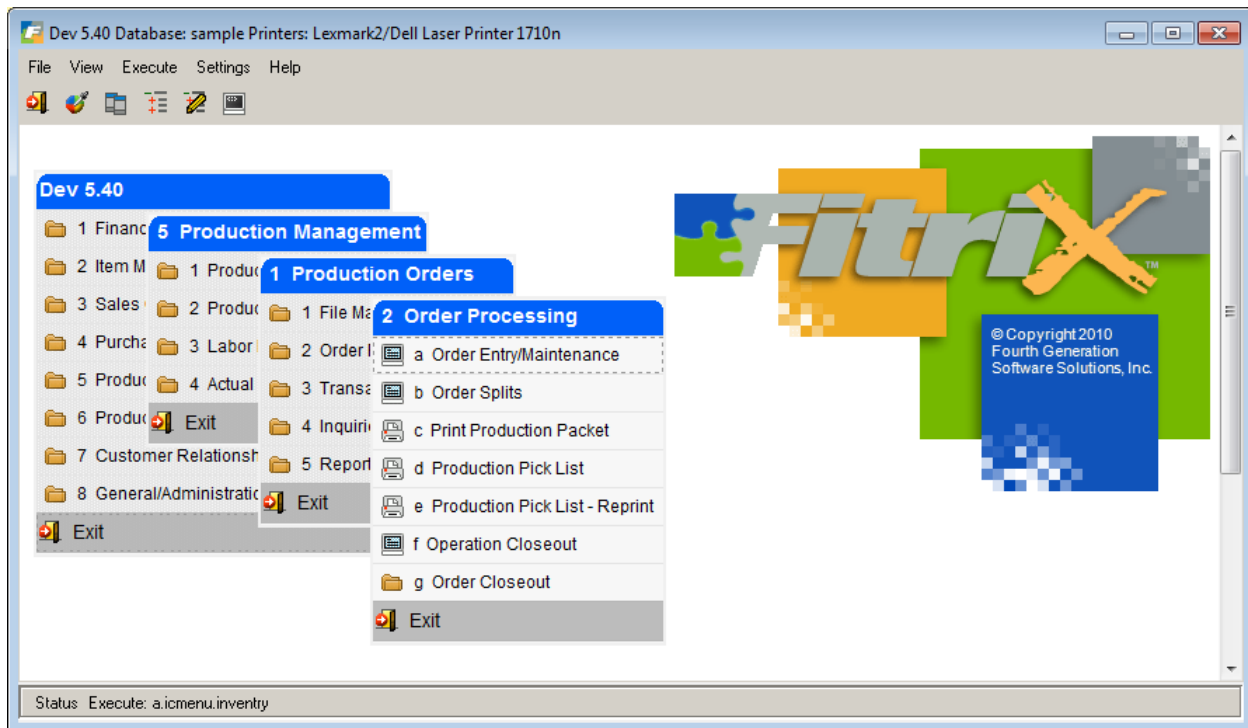 Dev 5.40 Database: sample Printers: Lexmark2/Dell Laser Printer 1710n
File View Execute Settings Help
Dev 5.40
1 Financ
2 Item M
3 Sales
4 Purcha
5 Produc
6 Produc
7 Customer Relationsh
8 General/Administratio
Exit
5 Production Management
1 Produc
2 Produc
3 Labor
4 Actual
Exit
1 Production Orders
1 File Ma
2 Order
3 Transa
4 Inquiri
5 Report
Exit
2 Order Processing
a Order Entry/Maintenance
b Order Splits
c Print Production Packet
d Production Pick List
e Production Pick List - Reprint
f Operation Closeout
g Order Closeout
Exit
FitriX
TM
© Copyright 2010
Fourth Generation
Software Solutions, Inc.
Status Execute: a.icmenu.inventry